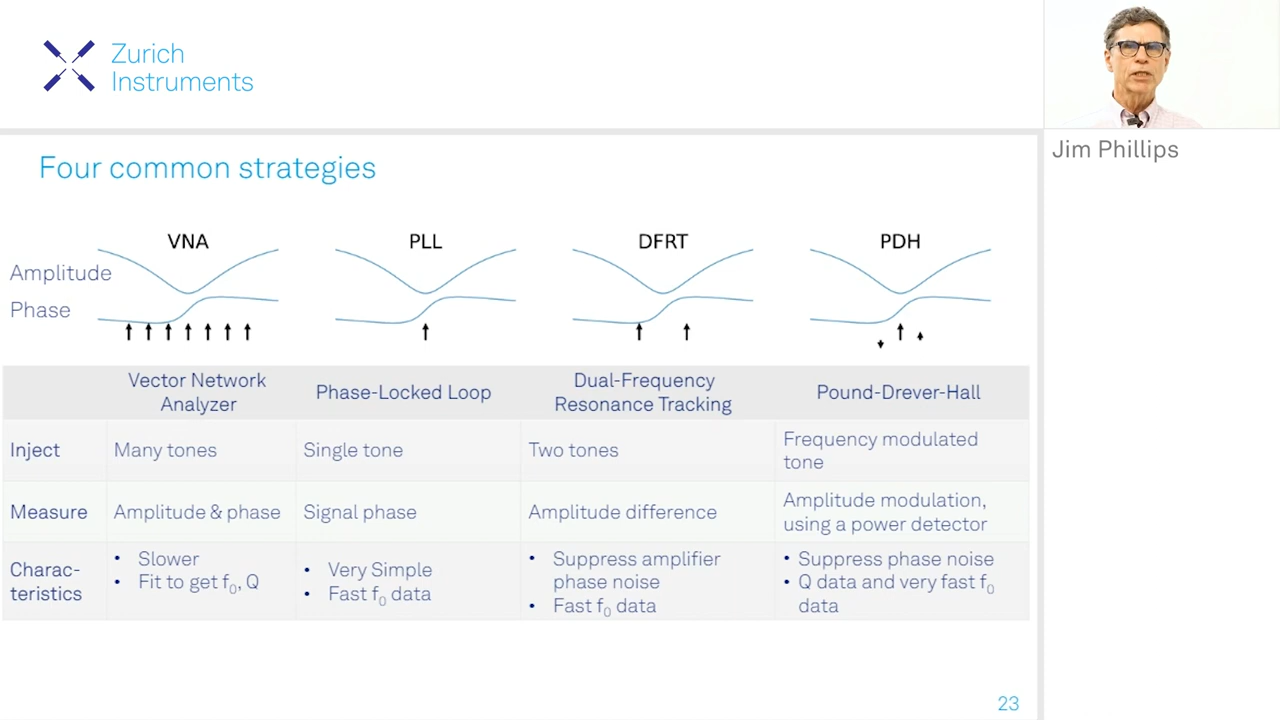 Zurich
Instruments
Jim Phillips
Four common strategies
VNA PLL DFRT PDH
Amplitude
Phase
Vector Network
Analyzer
Phase-Locked Loop
Dual-Frequency
Resonance Tracking
Pound-Drever-Hall
Inject
Many tones
Single tone
Two tones
Frequency modulated
tone
Measure
Amplitude & phase
Signal phase
Amplitude difference
Amplitude modulation,
using a power detector
Charac-
teristics
• Slower
• Fit to get f₀, Q
• Very Simple
• Fast f₀ data
• Suppress amplifier
phase noise
• Fast f₀ data
• Suppress phase noise
• Q data and very fast f₀
data
23